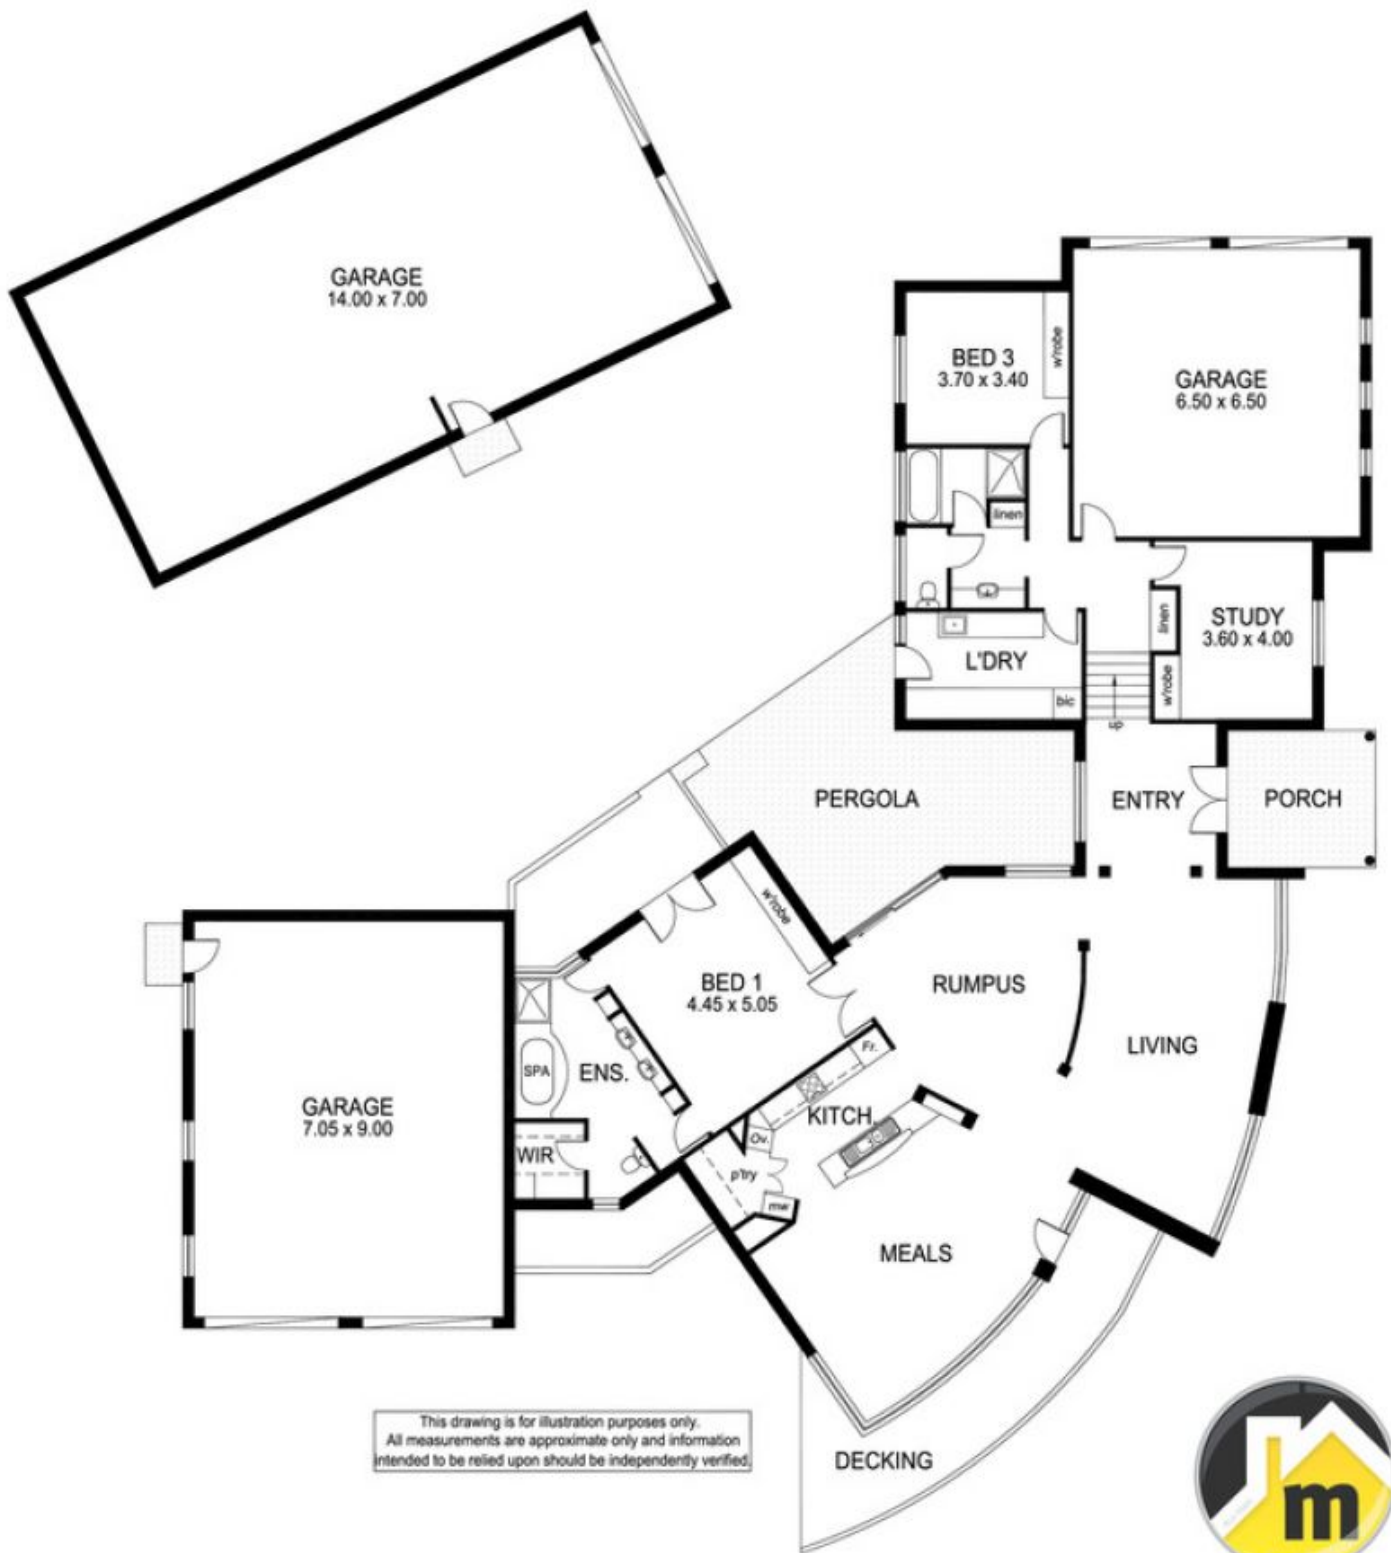 GARAGE
14.00 x 7.00
BED 3
3.70 x 3.40
w'robe
GARAGE
6.50 x 6.50
linen
linen
STUDY
3.60 x 4.00
L'DRY
b/c
w'robe
up
PERGOLA
ENTRY
PORCH
w'robe
BED 1
4.45 x 5.05
RUMPUS
LIVING
Fr.
SPA
ENS.
GARAGE
7.05 x 9.00
KITCH.
Ov.
WIR
p'try
mw
MEALS
This drawing is for illustration purposes only.
All measurements are approximate only and information
intended to be relied upon should be independently verified.
DECKING
m